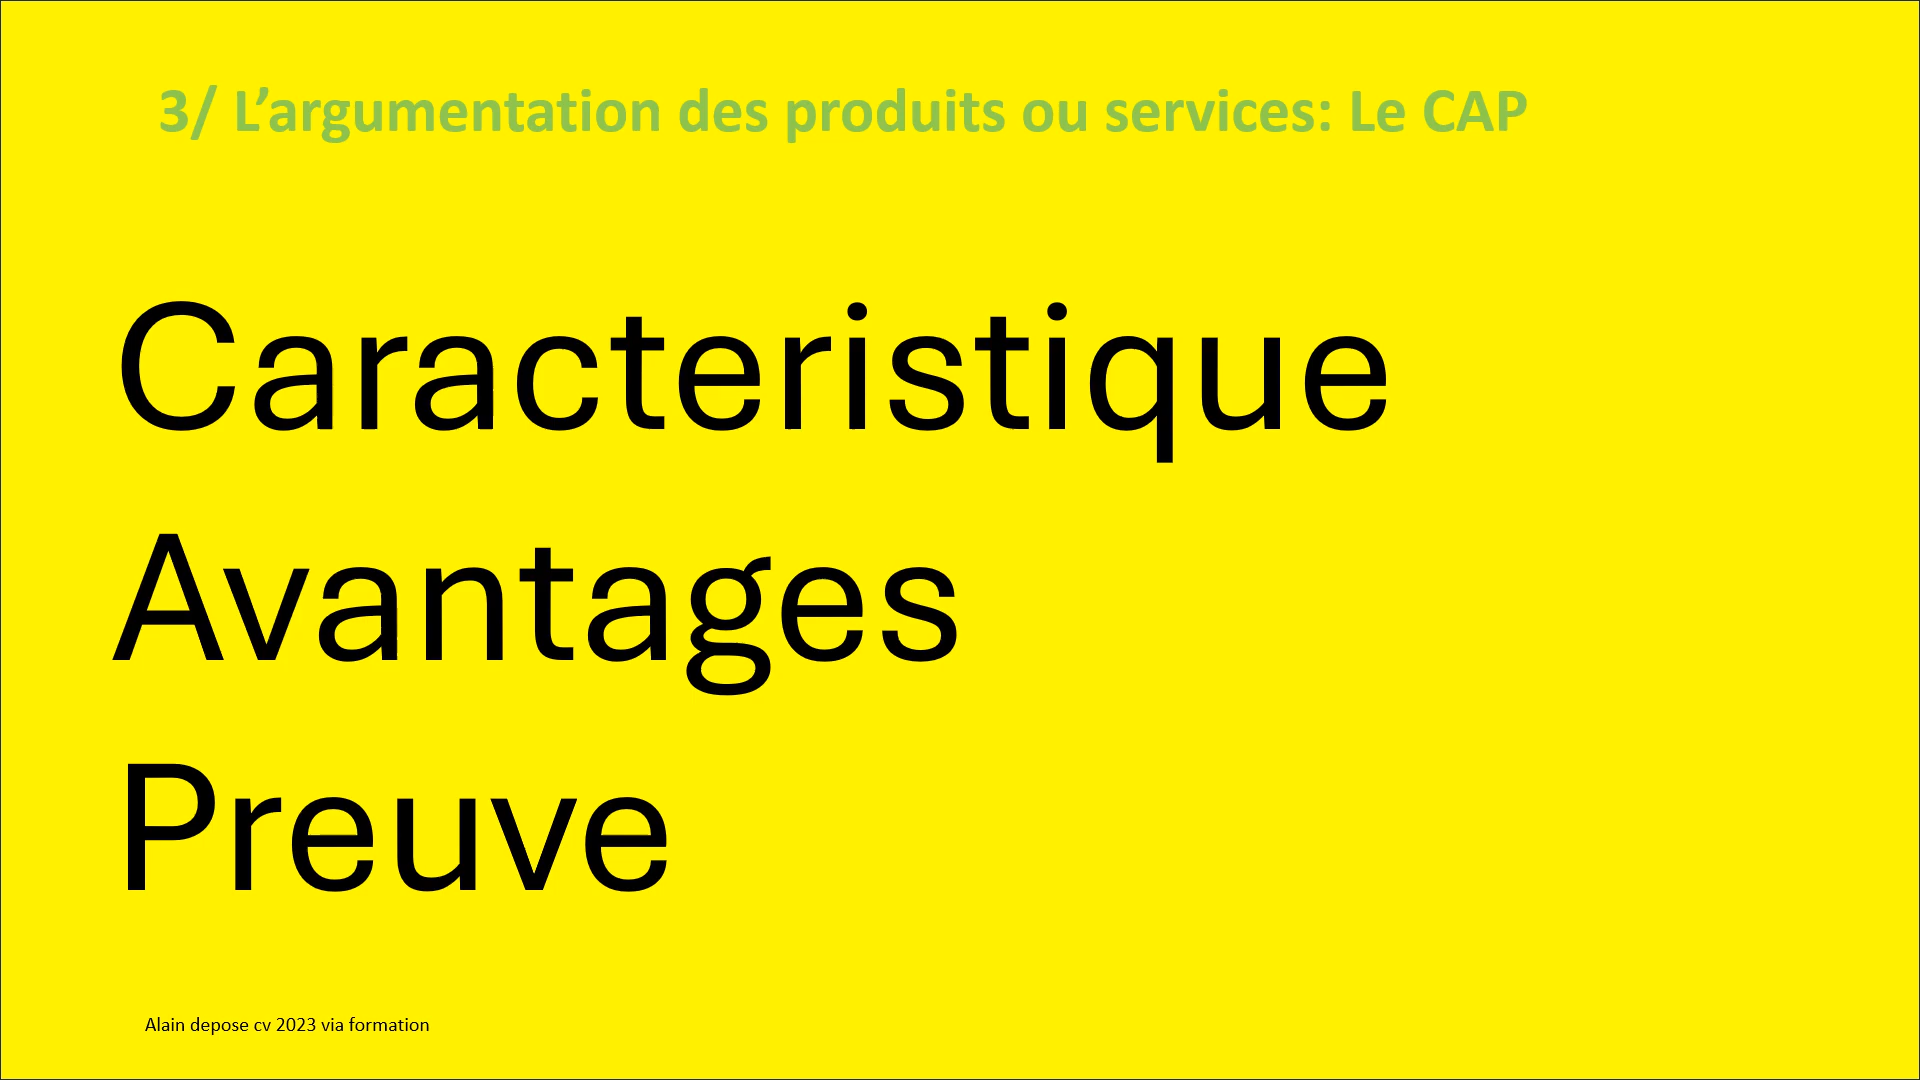 3/ L’argumentation des produits ou services: Le CAP
Caracteristique
Avantages
Preuve
Alain depose cv 2023 via formation